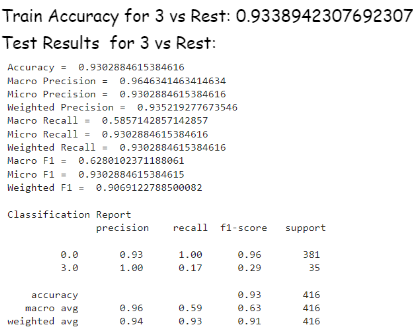 Train Accuracy for 3 vs Rest: 0.9338942307692307
Test Results for 3 vs Rest:
Accuracy = 0.9302884615384616
Macro Precision = 0.9646341463414634
Micro Precision = 0.9302884615384616
Weighted Precision = 0.935219277673546
Macro Recall = 0.5857142857142857
Micro Recall = 0.9302884615384616
Weighted Recall = 0.9302884615384616
Macro F1 = 0.6280102371188061
Micro F1 = 0.9302884615384615
Weighted F1 = 0.9069122788500082
Classification Report
precision recall f1-score support
0.0 0.93 1.00 0.96 381
3.0 1.00 0.17 0.29 35
accuracy 0.93 416
macro avg 0.96 0.59 0.63 416
weighted avg 0.94 0.93 0.91 416